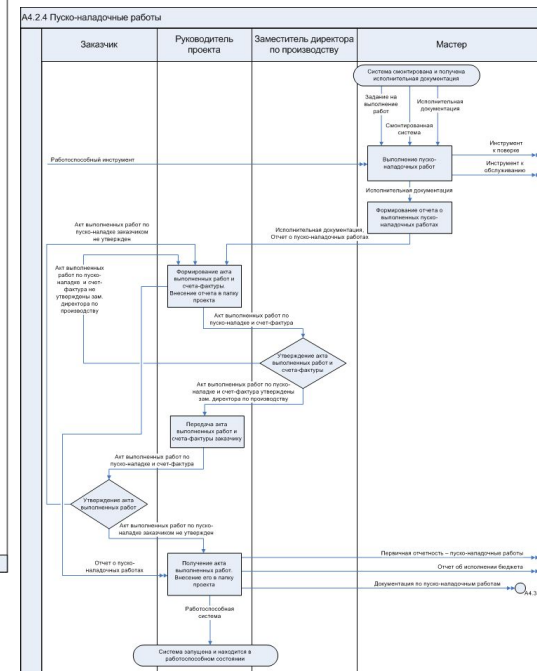 А4.2.4 Пуско-наладочные работы
Заказчик
Руководитель
проекта
Заместитель директора
по производству
Мастер
Система смонтирована и получена
исполнительная документация
Задание на
выполнение
работ
Исполнительная
документация
Смонтированная
система
Работоспособный инструмент
Выполнение пуско-
наладочных работ
Инструмент
к поверке
Инструмент к
обслуживанию
Исполнительная документация
Формирование отчета о
выполненных пуско-
наладочных работах
Акт выполненных работ по
пуско-наладке заказчиком
не утвержден
Исполнительная документация,
Отчет о пуско-наладочных работах
Акт выполненных
работ по пуско-
наладке и счет-
фактура не
утверждены зам.
директора по
производству
Формирование акта
выполненных работ и
счета-фактуры.
Внесение отчета в папку
проекта
Акт выполненных работ по
пуско-наладке и счет-фактура
Утверждение акта
выполненных работ и
счета-фактуры
Акт выполненных работ по пуско-
наладке и счет-фактура утверждены
зам. директора по производству
Передача акта
выполненных работ и
счета-фактуры заказчику
Акт выполненных работ по
пуско-наладке и счет-фактура
Утверждение акта
выполненных работ
Акт выполненных работ по пуско-
наладке заказчиком не утвержден
Отчет о пуско-
наладочных работах
Получение акта
выполненных работ.
Внесение его в папку
проекта
Первичная отчетность – пуско-наладочные работы
Отчет об исполнении бюджета
Документация по пуско-наладочным работам
А4.3
Работоспособная
система
Система запущена и находится в
работоспособном состоянии